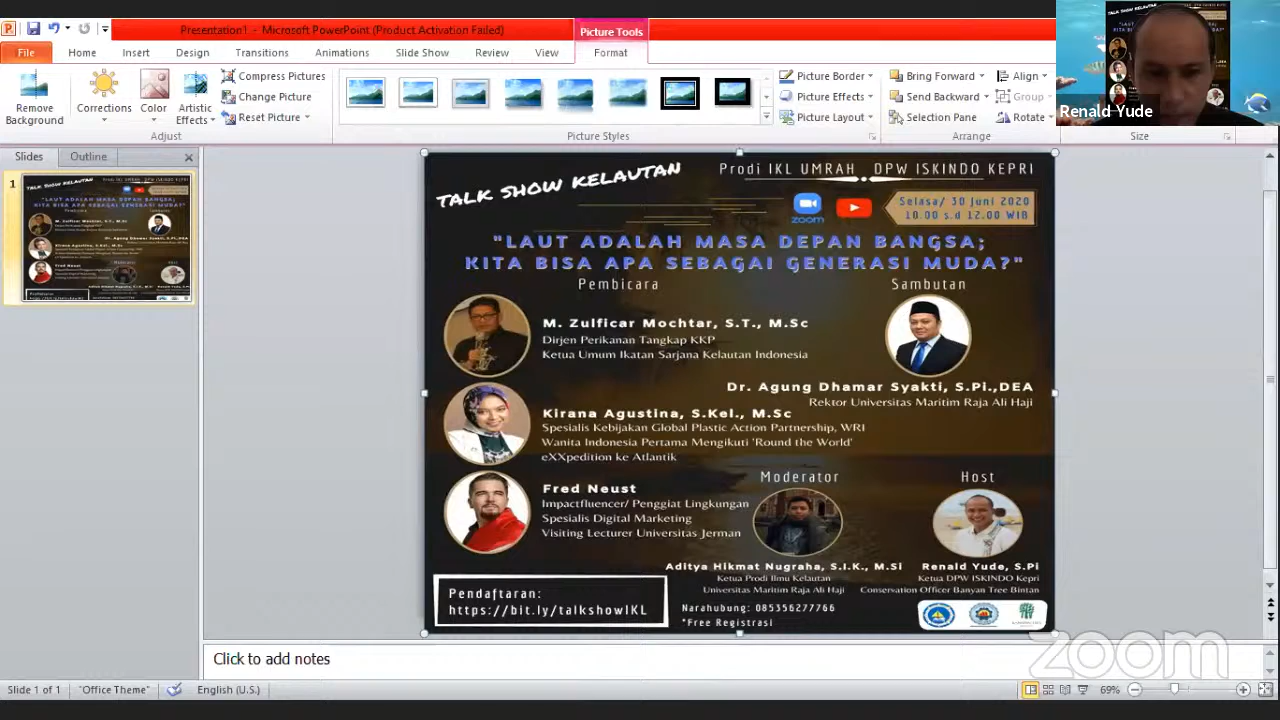 Presentation1 - Microsoft PowerPoint (Product Activation Failed)
Picture Tools
File
Home
Insert
Design
Transitions
Animations
Slide Show
Review
View
Format
Remove Background
Corrections
Color
Artistic Effects
Compress Pictures
Change Picture
Reset Picture
Adjust
Picture Styles
Picture Border
Picture Effects
Picture Layout
Bring Forward
Send Backward
Selection Pane
Align
Group
Rotate
Arrange
Size
Renald Yude
Slides
Outline
1
TALK SHOW KELAUTAN
Prodi IKL UMRAH DPW ISKINDO KEPRI
zoom
Selasa/ 30 Juni 2020
10.00 s.d 12.00 WIB
"LAUT ADALAH MASA DEPAN BANGSA;
KITA BISA APA SEBAGAI GENERASI MUDA?"
Pembicara
Sambutan
M. Zulficar Mochtar, S.T., M.Sc
Dirjen Perikanan Tangkap KKP
Ketua Umum Ikatan Sarjana Kelautan Indonesia
Dr. Agung Dhamar Syakti, S.Pi.,DEA
Rektor Universitas Maritim Raja Ali Haji
Kirana Agustina, S.Kel., M.Sc
Spesialis Kebijakan Global Plastic Action Partnership, WRI
Wanita Indonesia Pertama Mengikuti 'Round the World'
eXXpedition ke Atlantik
Fred Neust
Impactfluencer/ Penggiat Lingkungan
Spesialis Digital Marketing
Visiting Lecturer Universitas Jerman
Moderator
Host
Aditya Hikmat Nugraha, S.I.K., M.Si
Ketua Prodi Ilmu Kelautan
Universitas Maritim Raja Ali Haji
Renald Yude, S.Pi
Ketua DPW ISKINDO Kepri
Conservation Officer Banyan Tree Bintan
Pendaftaran:
https://bit.ly/talkshowIKL
Narahubung: 085356277766
*Free Registrasi
zoom
Click to add notes
Slide 1 of 1
"Office Theme"
English (U.S.)
69%